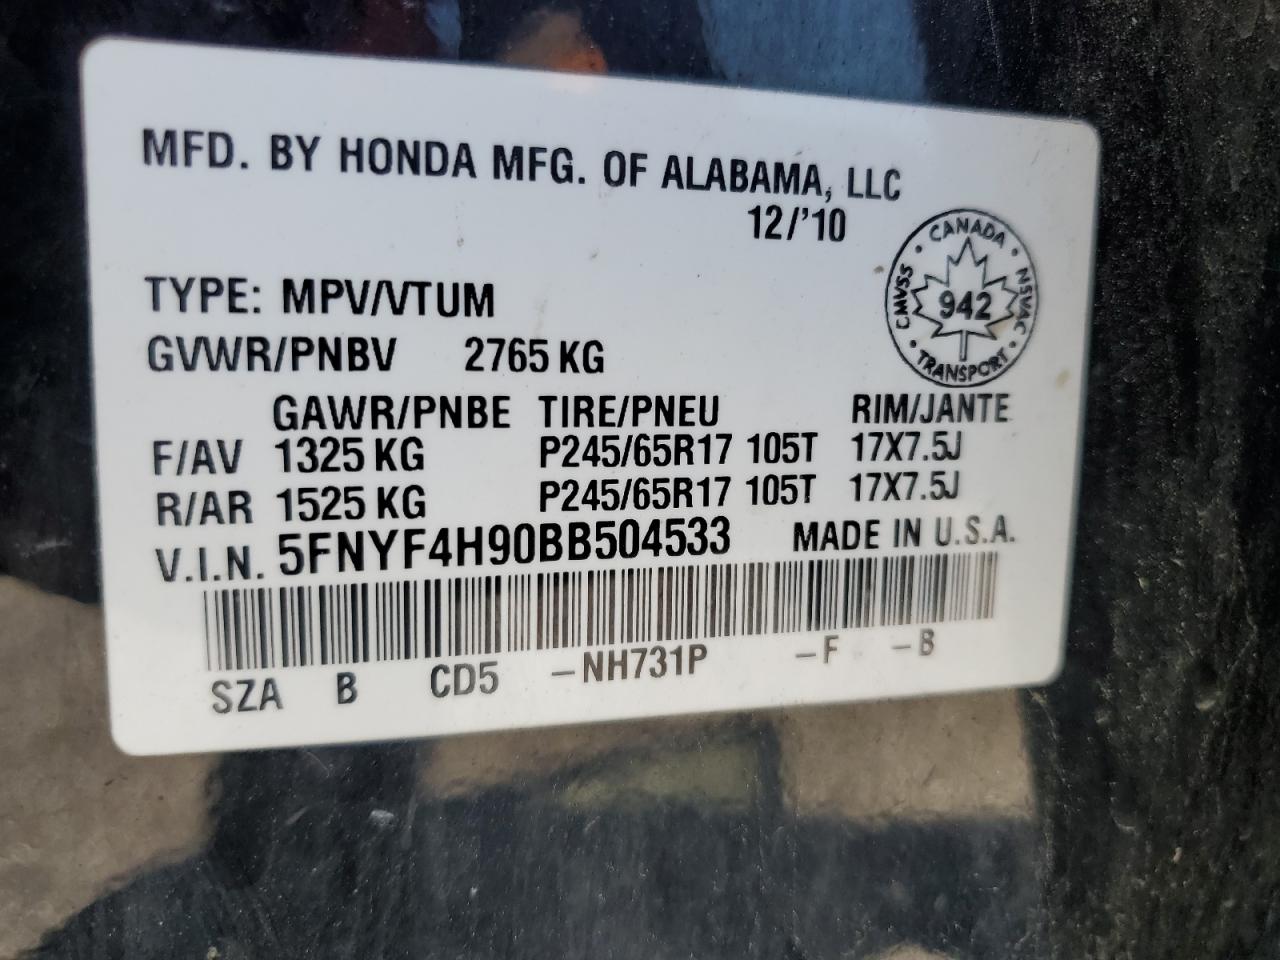 MFD. BY HONDA MFG. OF ALABAMA, LLC
12/'10
CANADA
CMVSS 942 NSVAC
TRANSPORT
TYPE: MPV/VTUM
GVWR/PNBV 2765 KG
GAWR/PNBE TIRE/PNEU RIM/JANTE
F/AV 1325 KG P245/65R17 105T 17X7.5J
R/AR 1525 KG P245/65R17 105T 17X7.5J
V.I.N. 5FNYF4H90BB504533 MADE IN U.S.A.
SZA B CD5 –NH731P –F –B